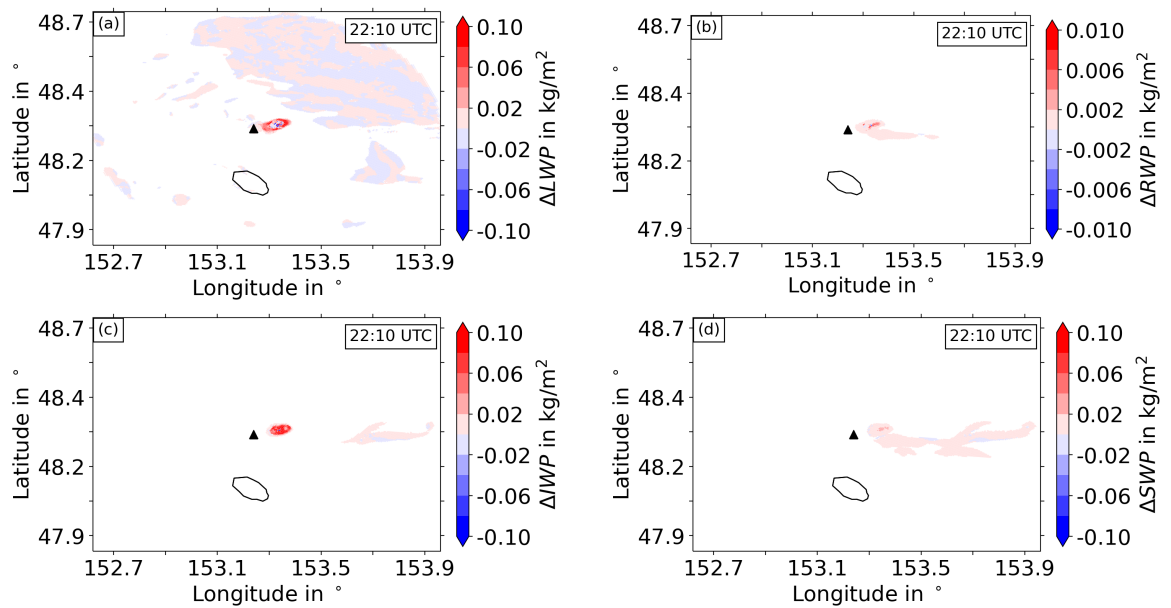 (a)
22:10 UTC
48.7
48.4
48.2
47.9
Latitude in °
152.7 153.1 153.5 153.9
Longitude in °
0.10
0.06
0.02
-0.02
-0.06
-0.10
ΔLWP in kg/m²
(b)
22:10 UTC
48.7
48.4
48.2
47.9
Latitude in °
152.7 153.1 153.5 153.9
Longitude in °
0.010
0.006
0.002
-0.002
-0.006
-0.010
ΔRWP in kg/m²
(c)
22:10 UTC
48.7
48.4
48.2
47.9
Latitude in °
152.7 153.1 153.5 153.9
Longitude in °
0.10
0.06
0.02
-0.02
-0.06
-0.10
ΔIWP in kg/m²
(d)
22:10 UTC
48.7
48.4
48.2
47.9
Latitude in °
152.7 153.1 153.5 153.9
Longitude in °
0.10
0.06
0.02
-0.02
-0.06
-0.10
ΔSWP in kg/m²